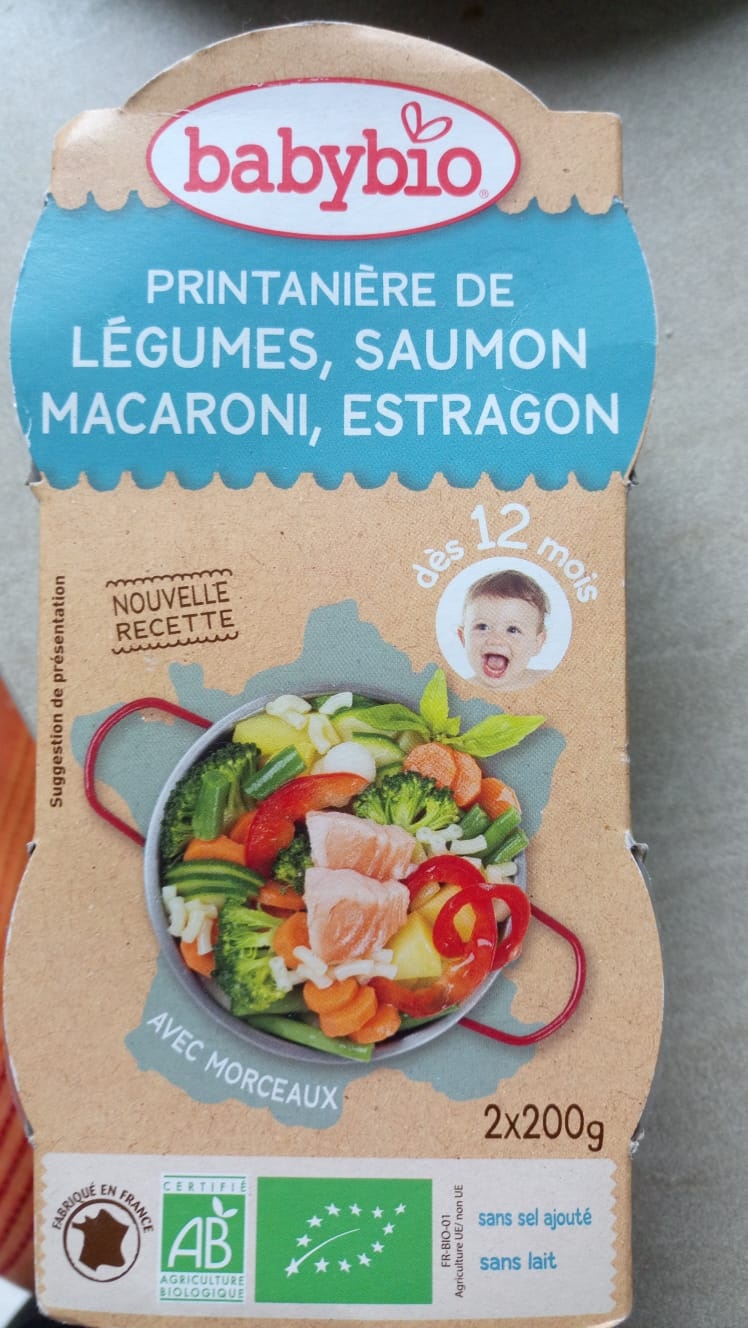 babybio®
PRINTANIÈRE DE
LÉGUMES, SAUMON
MACARONI, ESTRAGON
dès 12 mois
NOUVELLE
RECETTE
Suggestion de présentation
AVEC MORCEAUX
2x200g
FABRIQUÉ EN FRANCE
CERTIFIÉ
AB
AGRICULTURE
BIOLOGIQUE
FR-BIO-01
Agriculture UE/ non UE
sans sel ajouté
sans lait